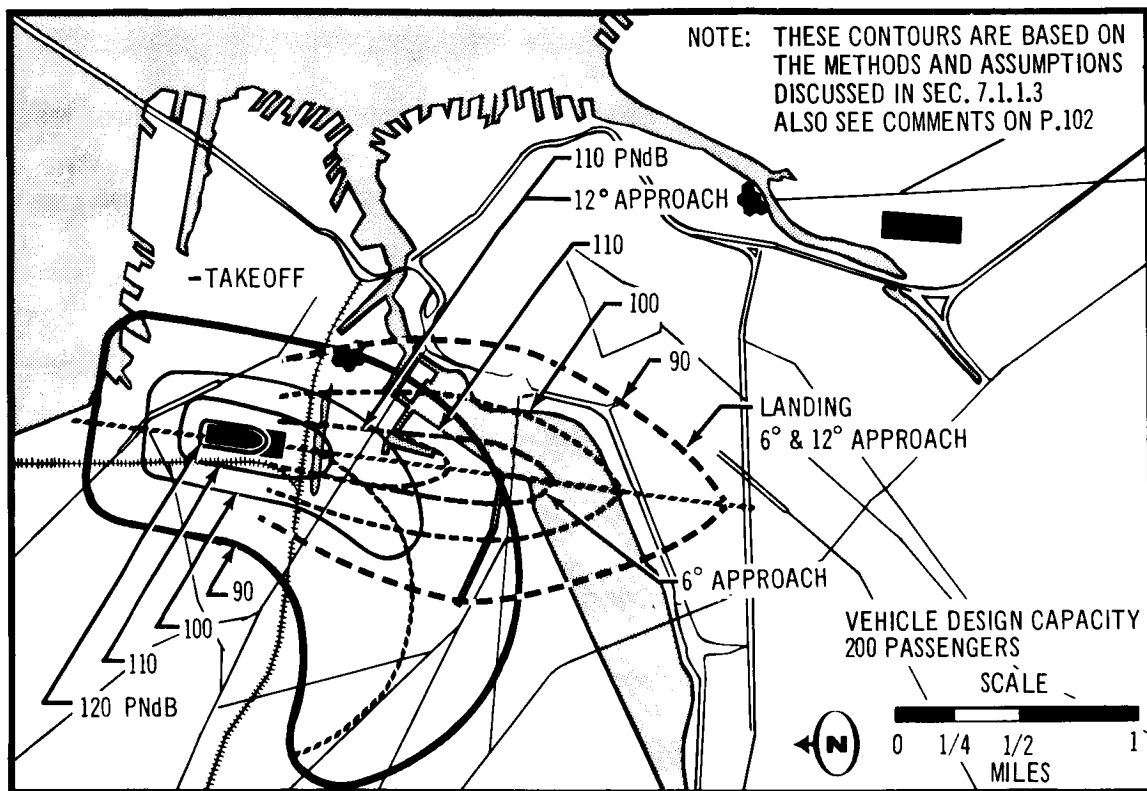 NOTE: THESE CONTOURS ARE BASED ON
THE METHODS AND ASSUMPTIONS
DISCUSSED IN SEC. 7.1.1.3
ALSO SEE COMMENTS ON P.102
110 PNdB
12° APPROACH
110
-TAKEOFF
100
90
LANDING
6° & 12° APPROACH
6° APPROACH
90
100
110
120 PNdB
VEHICLE DESIGN CAPACITY
200 PASSENGERS
SCALE
N
0 1/4 1/2 1
MILES